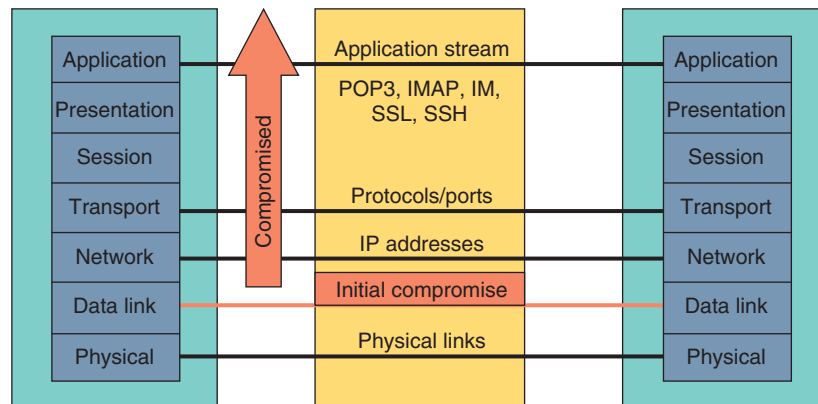 Application
Presentation
Session
Transport
Network
Data link
Physical
Compromised
Application stream
POP3, IMAP, IM,
SSL, SSH
Protocols/ports
IP addresses
Initial compromise
Physical links
Application
Presentation
Session
Transport
Network
Data link
Physical